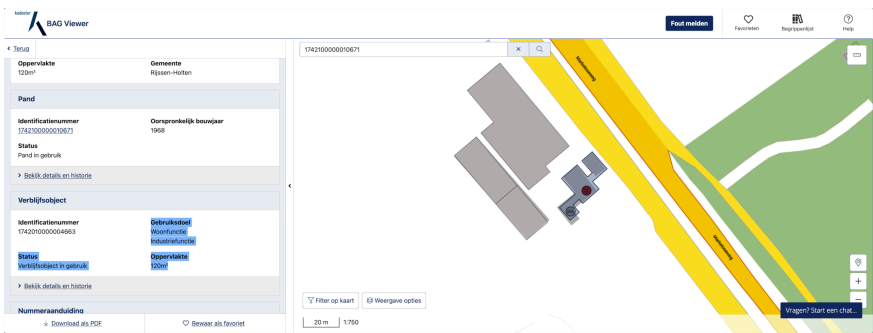 kadaster
BAG Viewer
Fout melden
Favorieten
Begrippenlijst
Help
Terug
Oppervlakte
120m²
Gemeente
Rijssen-Holten
Pand
Identificatienummer
1742100000010671
Oorspronkelijk bouwjaar
1968
Status
Pand in gebruik
Bekijk details en historie
Verblijfsobject
Identificatienummer
1742010000004663
Gebruiksdoel
Woonfunctie
Industriefunctie
Status
Verblijfsobject in gebruik
Oppervlakte
120m²
Bekijk details en historie
Nummeraanduiding
Download als PDF
Bewaar als favoriet
1742100000010671
Filter op kaart
Weergave opties
20 m
1:750
Vragen? Start een chat...